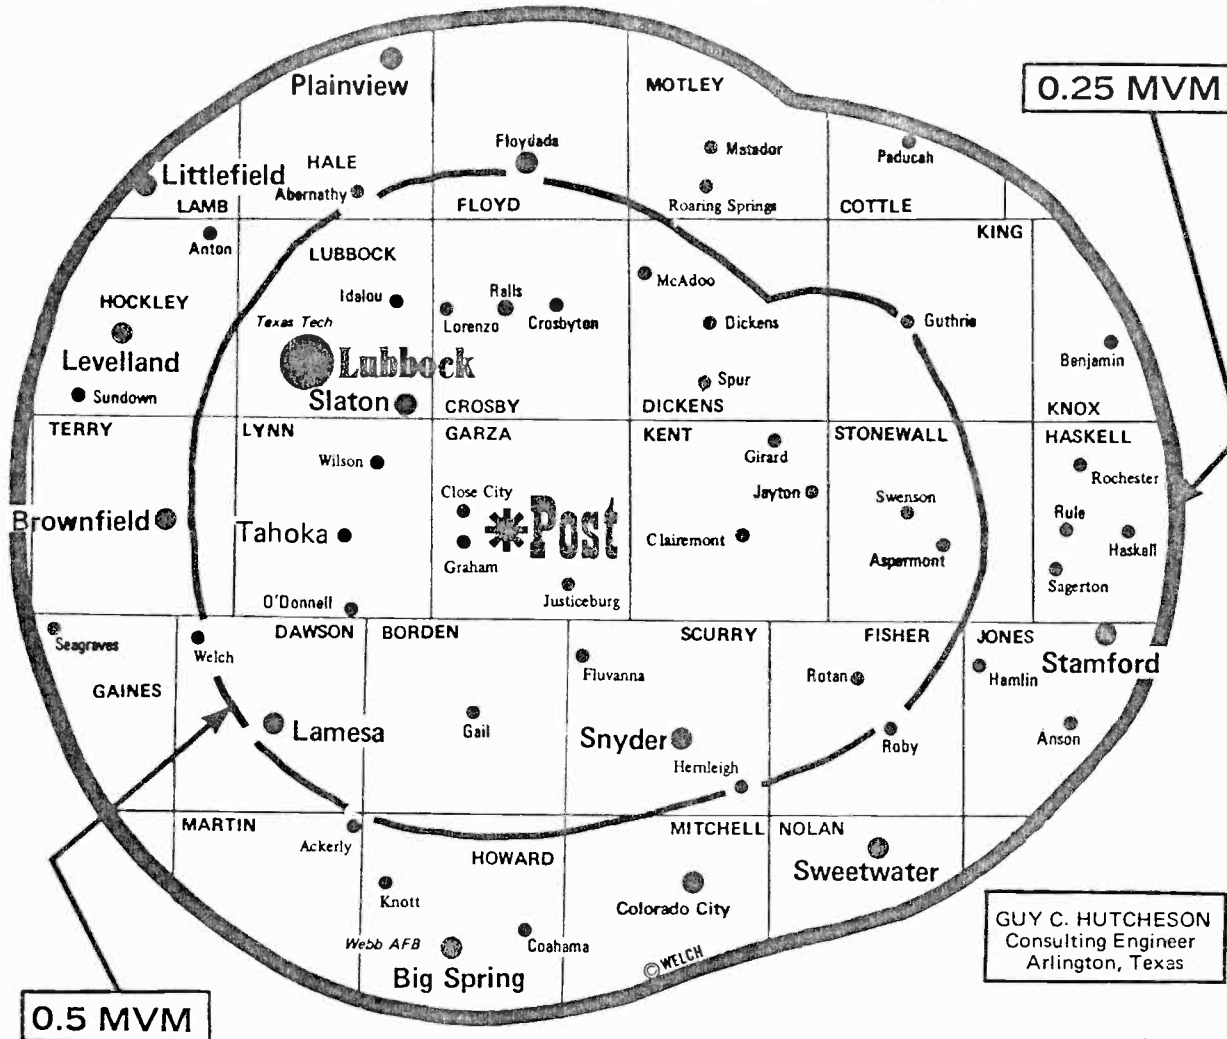 Plainview
MOTLEY
0.25 MVM
Floydada
Matador
Paducah
HALE
Littlefield
Abernathy
Roaring Springs
LAMB
FLOYD
COTTLE
KING
Anton
LUBBOCK
McAdoo
HOCKLEY
Idalou
Ralls
Texas Tech
Lorenzo
Crosbyton
Dickens
Guthrie
Levelland
Lubbock
Benjamin
Spur
Sundown
Slaton
CROSBY
DICKENS
KNOX
TERRY
LYNN
GARZA
KENT
STONEWALL
HASKELL
Girard
Wilson
Rochester
Close City
Jayton
Swenson
Rule
Brownfield
Post
Tahoka
Clairemont
Haskell
Graham
Aspermont
Sagerton
Justiceburg
O'Donnell
DAWSON
BORDEN
SCURRY
FISHER
JONES
Seagraves
Welch
Stamford
Fluvanna
Rotan
Hamlin
GAINES
Lamesa
Gail
Snyder
Anson
Roby
Hemleigh
MARTIN
MITCHELL
NOLAN
Ackerly
HOWARD
Sweetwater
Knott
Colorado City
GUY C. HUTCHESON
Consulting Engineer
Arlington, Texas
Webb AFB
Coahama
© WELCH
Big Spring
0.5 MVM